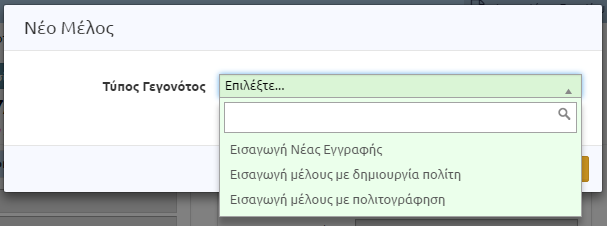 Νέο Μέλος
Τύπος Γεγονότος Επιλέξτε...
Εισαγωγή Νέας Εγγραφής
Εισαγωγή μέλους με δημιουργία πολίτη
Εισαγωγή μέλους με πολιτογράφηση